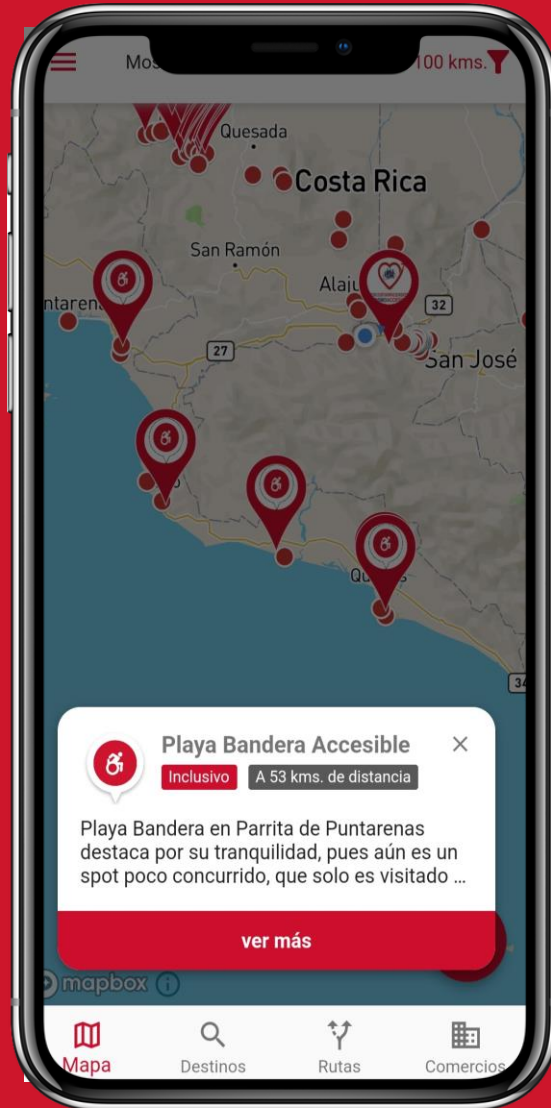 Mos
100 kms.
Quesada
Costa Rica
San Ramón
Alaju
ntaren
32
27
San José
Qu
s
34
Playa Bandera Accesible
Inclusivo
A 53 kms. de distancia
Playa Bandera en Parrita de Puntarenas
destaca por su tranquilidad, pues aún es un
spot poco concurrido, que solo es visitado ...
ver más
mapbox
Mapa
Destinos
Rutas
Comercios